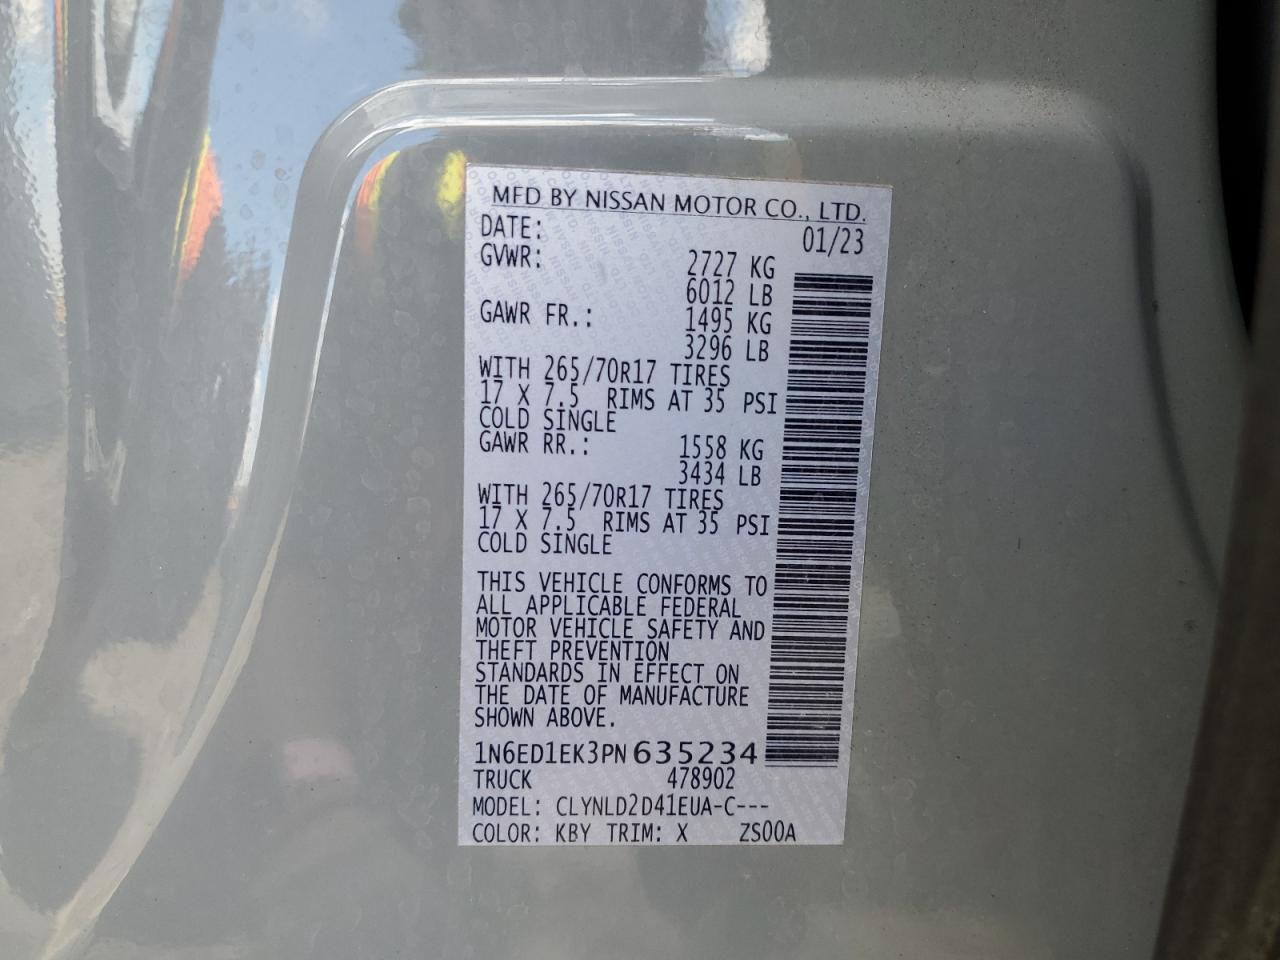 MFD BY NISSAN MOTOR CO., LTD.
DATE: 01/23
GVWR: 2727 KG
6012 LB
GAWR FR.: 1495 KG
3296 LB
WITH 265/70R17 TIRES
17 X 7.5 RIMS AT 35 PSI
COLD SINGLE
GAWR RR.: 1558 KG
3434 LB
WITH 265/70R17 TIRES
17 X 7.5 RIMS AT 35 PSI
COLD SINGLE
THIS VEHICLE CONFORMS TO
ALL APPLICABLE FEDERAL
MOTOR VEHICLE SAFETY AND
THEFT PREVENTION
STANDARDS IN EFFECT ON
THE DATE OF MANUFACTURE
SHOWN ABOVE.
1N6ED1EK3PN635234
TRUCK 478902
MODEL: CLYNLD2D41EUA-C---
COLOR: KBY TRIM: X ZS00A